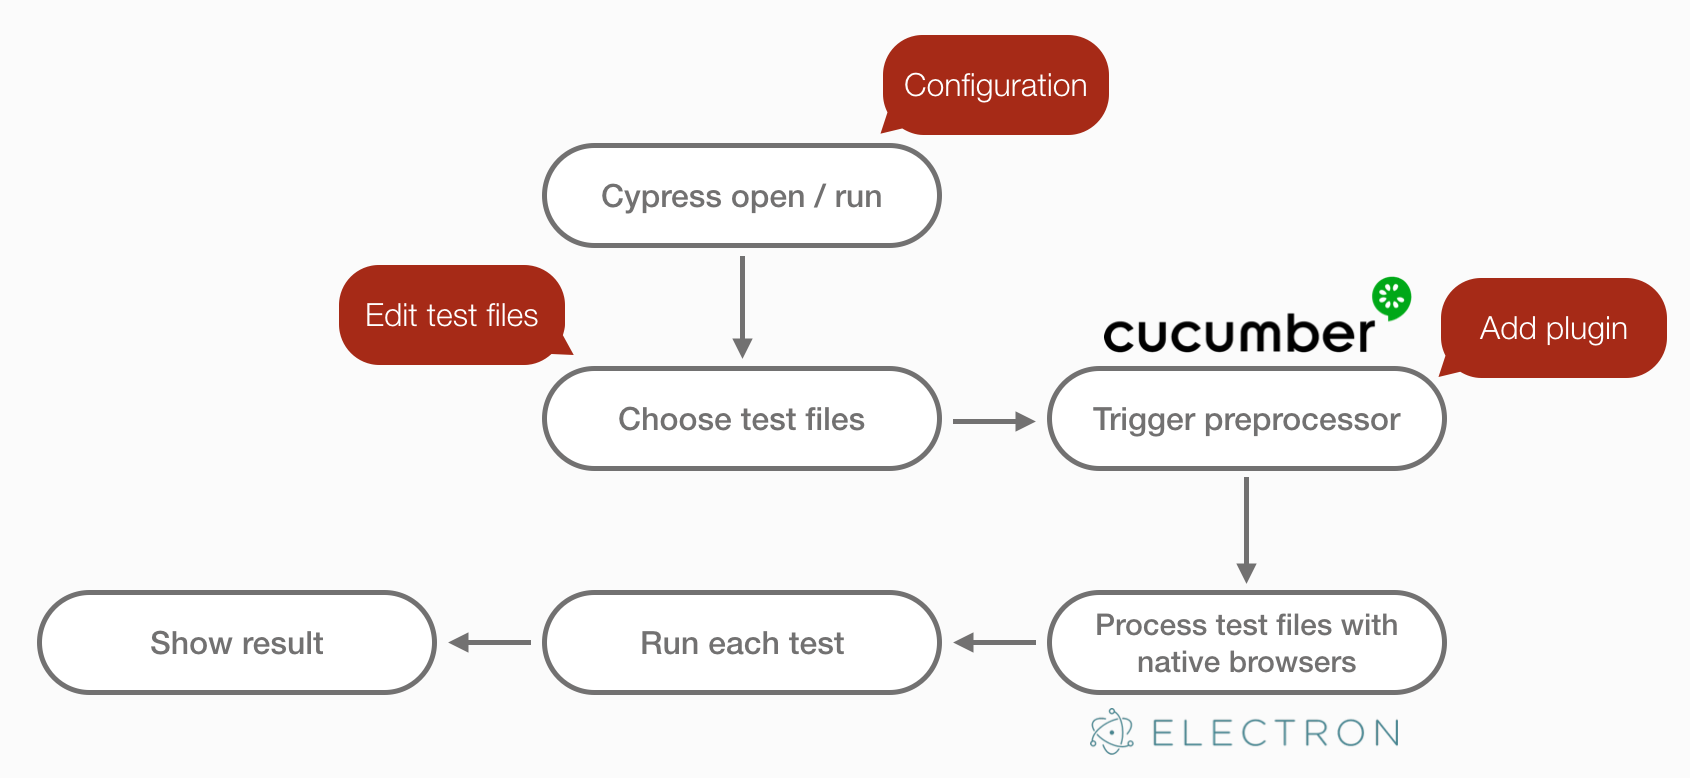 Configuration
Cypress open / run
Edit test files
cucumber
Add plugin
Choose test files
Trigger preprocessor
Show result
Run each test
Process test files with
native browsers
ELECTRON